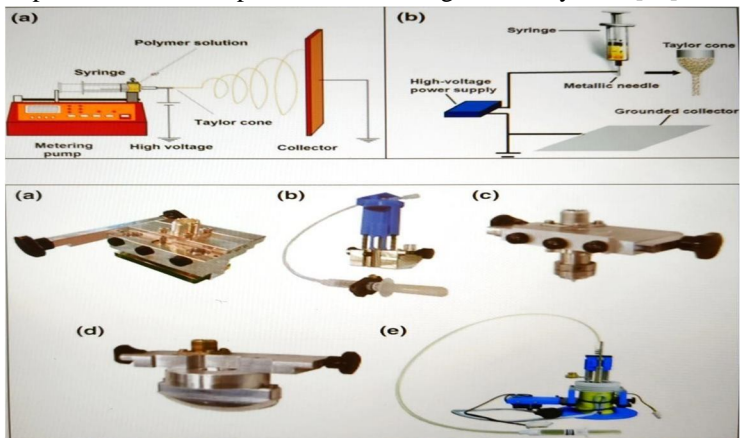 (a)
Polymer solution
Syringe
Taylor cone
Metering
pump
High voltage
Collector
(b)
Syringe
Taylor
cone
High-voltage
power supply
Metallic needle
Grounded collector
(a)
(b)
(c)
(d)
(e)